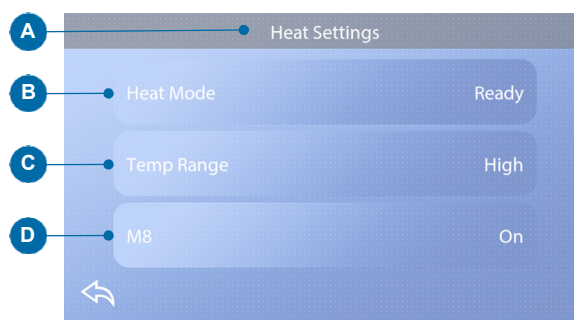 A Heat Settings
B Heat Mode Ready
C Temp Range High
D M8 On